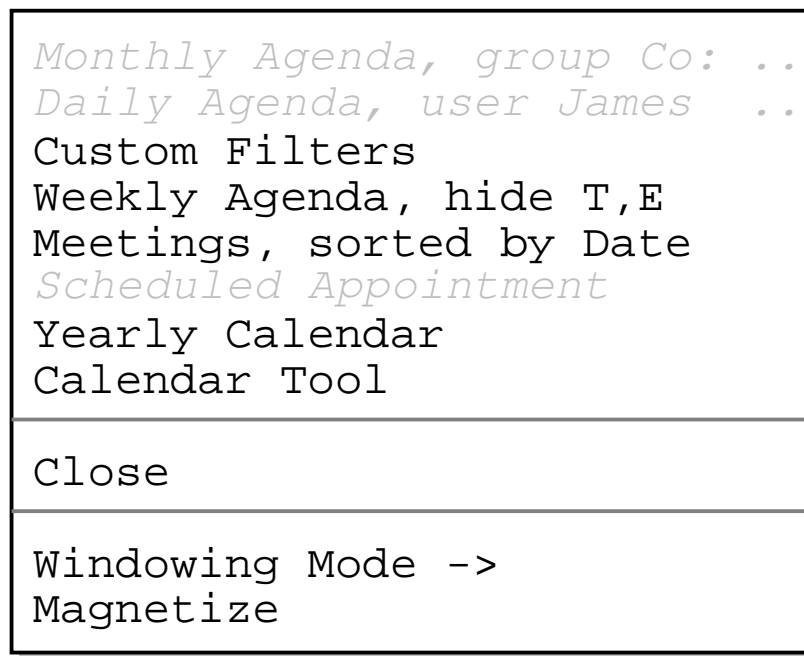 Monthly Agenda, group Co: ..
Daily Agenda, user James ..
Custom Filters
Weekly Agenda, hide T,E
Meetings, sorted by Date
Scheduled Appointment
Yearly Calendar
Calendar Tool
Close
Windowing Mode ->
Magnetize